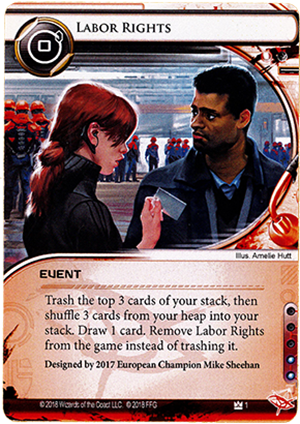 LABOR RIGHTS
Illus. Amelie Hutt
EVENT
Trash the top 3 cards of your stack, then
shuffle 3 cards from your heap into your
stack. Draw 1 card. Remove Labor Rights
from the game instead of trashing it.
Designed by 2017 European Champion Mike Sheehan
© 2018 Wizards of the Coast LLC. © 2018 FFG
1